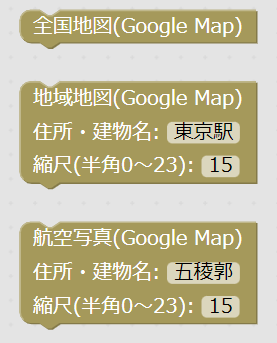 全国地図(Google Map)
地域地図(Google Map)
住所・建物名: 東京駅
縮尺(半角0～23): 15
航空写真(Google Map)
住所・建物名: 五稜郭
縮尺(半角0～23): 15